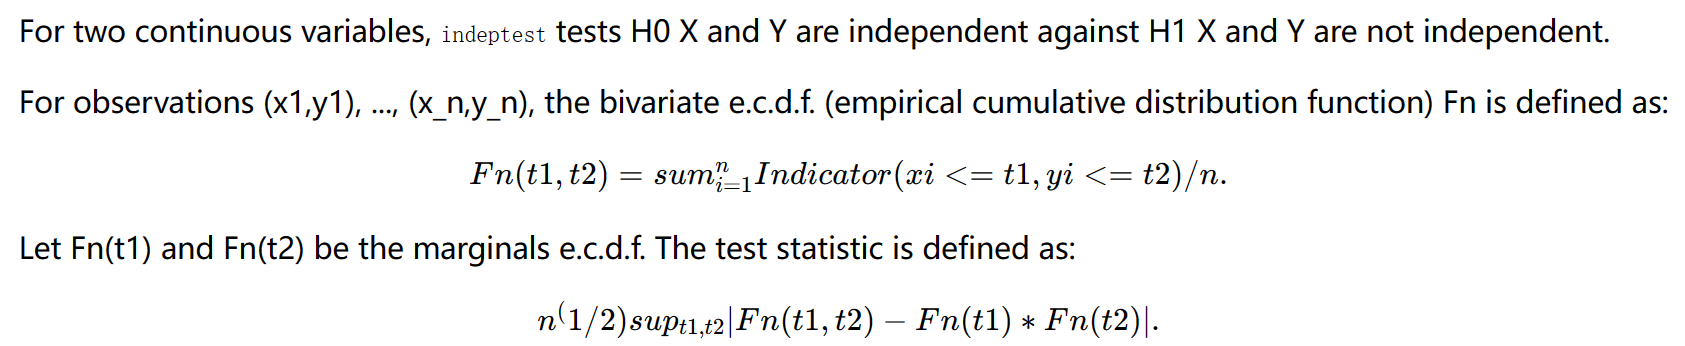 For two continuous variables, indeptest tests H0 X and Y are independent against H1 X and Y are not independent.
For observations (x1,y1), ..., (x_n,y_n), the bivariate e.c.d.f. (empirical cumulative distribution function) Fn is defined as:
$Fn(t1, t2) = sum_{i=1}^{n} Indicator(xi <= t1, yi <= t2)/n.$
Let Fn(t1) and Fn(t2) be the marginals e.c.d.f. The test statistic is defined as:
$n^(1/2) sup_{t1,t2} |Fn(t1, t2) − Fn(t1) * Fn(t2)|.$